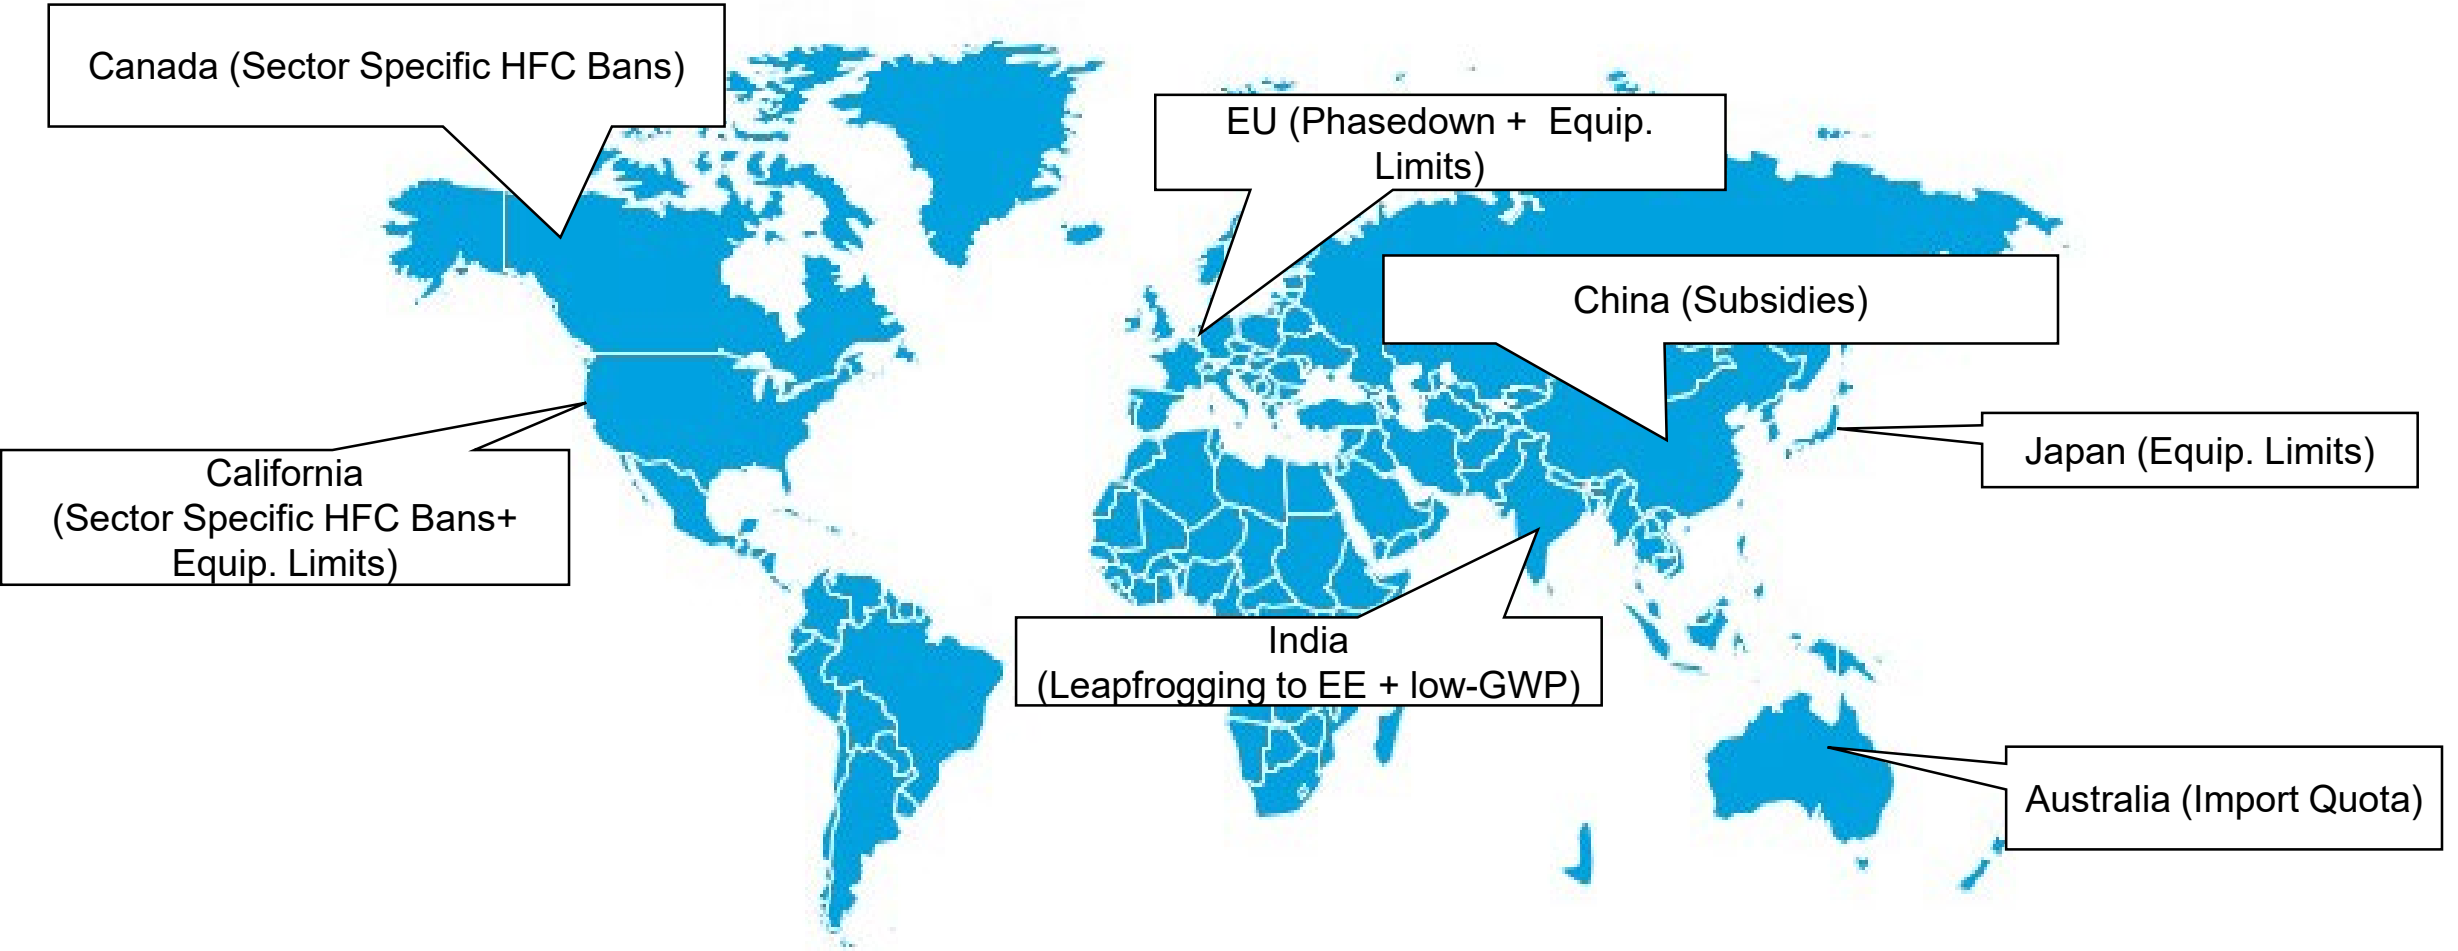 Canada (Sector Specific HFC Bans)
EU (Phasedown +  Equip.
Limits)
China (Subsidies)
Japan (Equip. Limits)
California
(Sector Specific HFC Bans+
Equip. Limits)
India
(Leapfrogging to EE + low-GWP)
Australia (Import Quota)